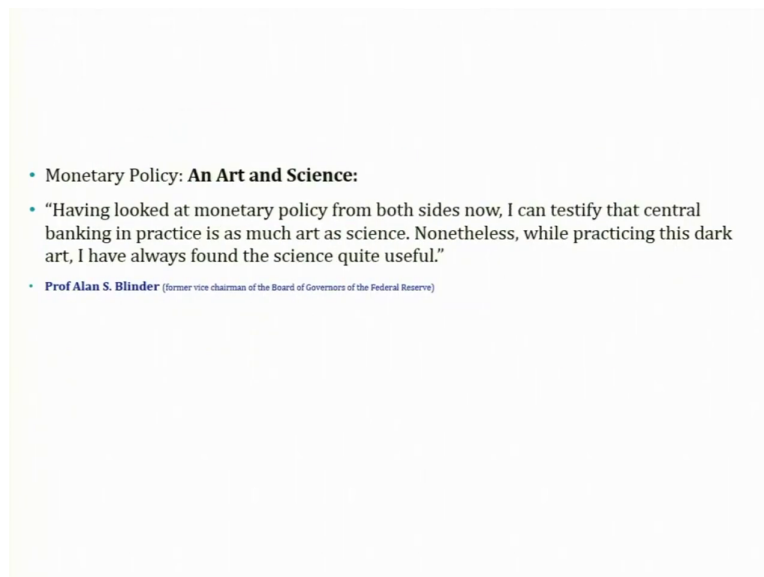 • Monetary Policy: An Art and Science:
• “Having looked at monetary policy from both sides now, I can testify that central
banking in practice is as much art as science. Nonetheless, while practicing this dark
art, I have always found the science quite useful.”
• Prof Alan S. Blinder (former vice chairman of the Board of Governors of the Federal Reserve)